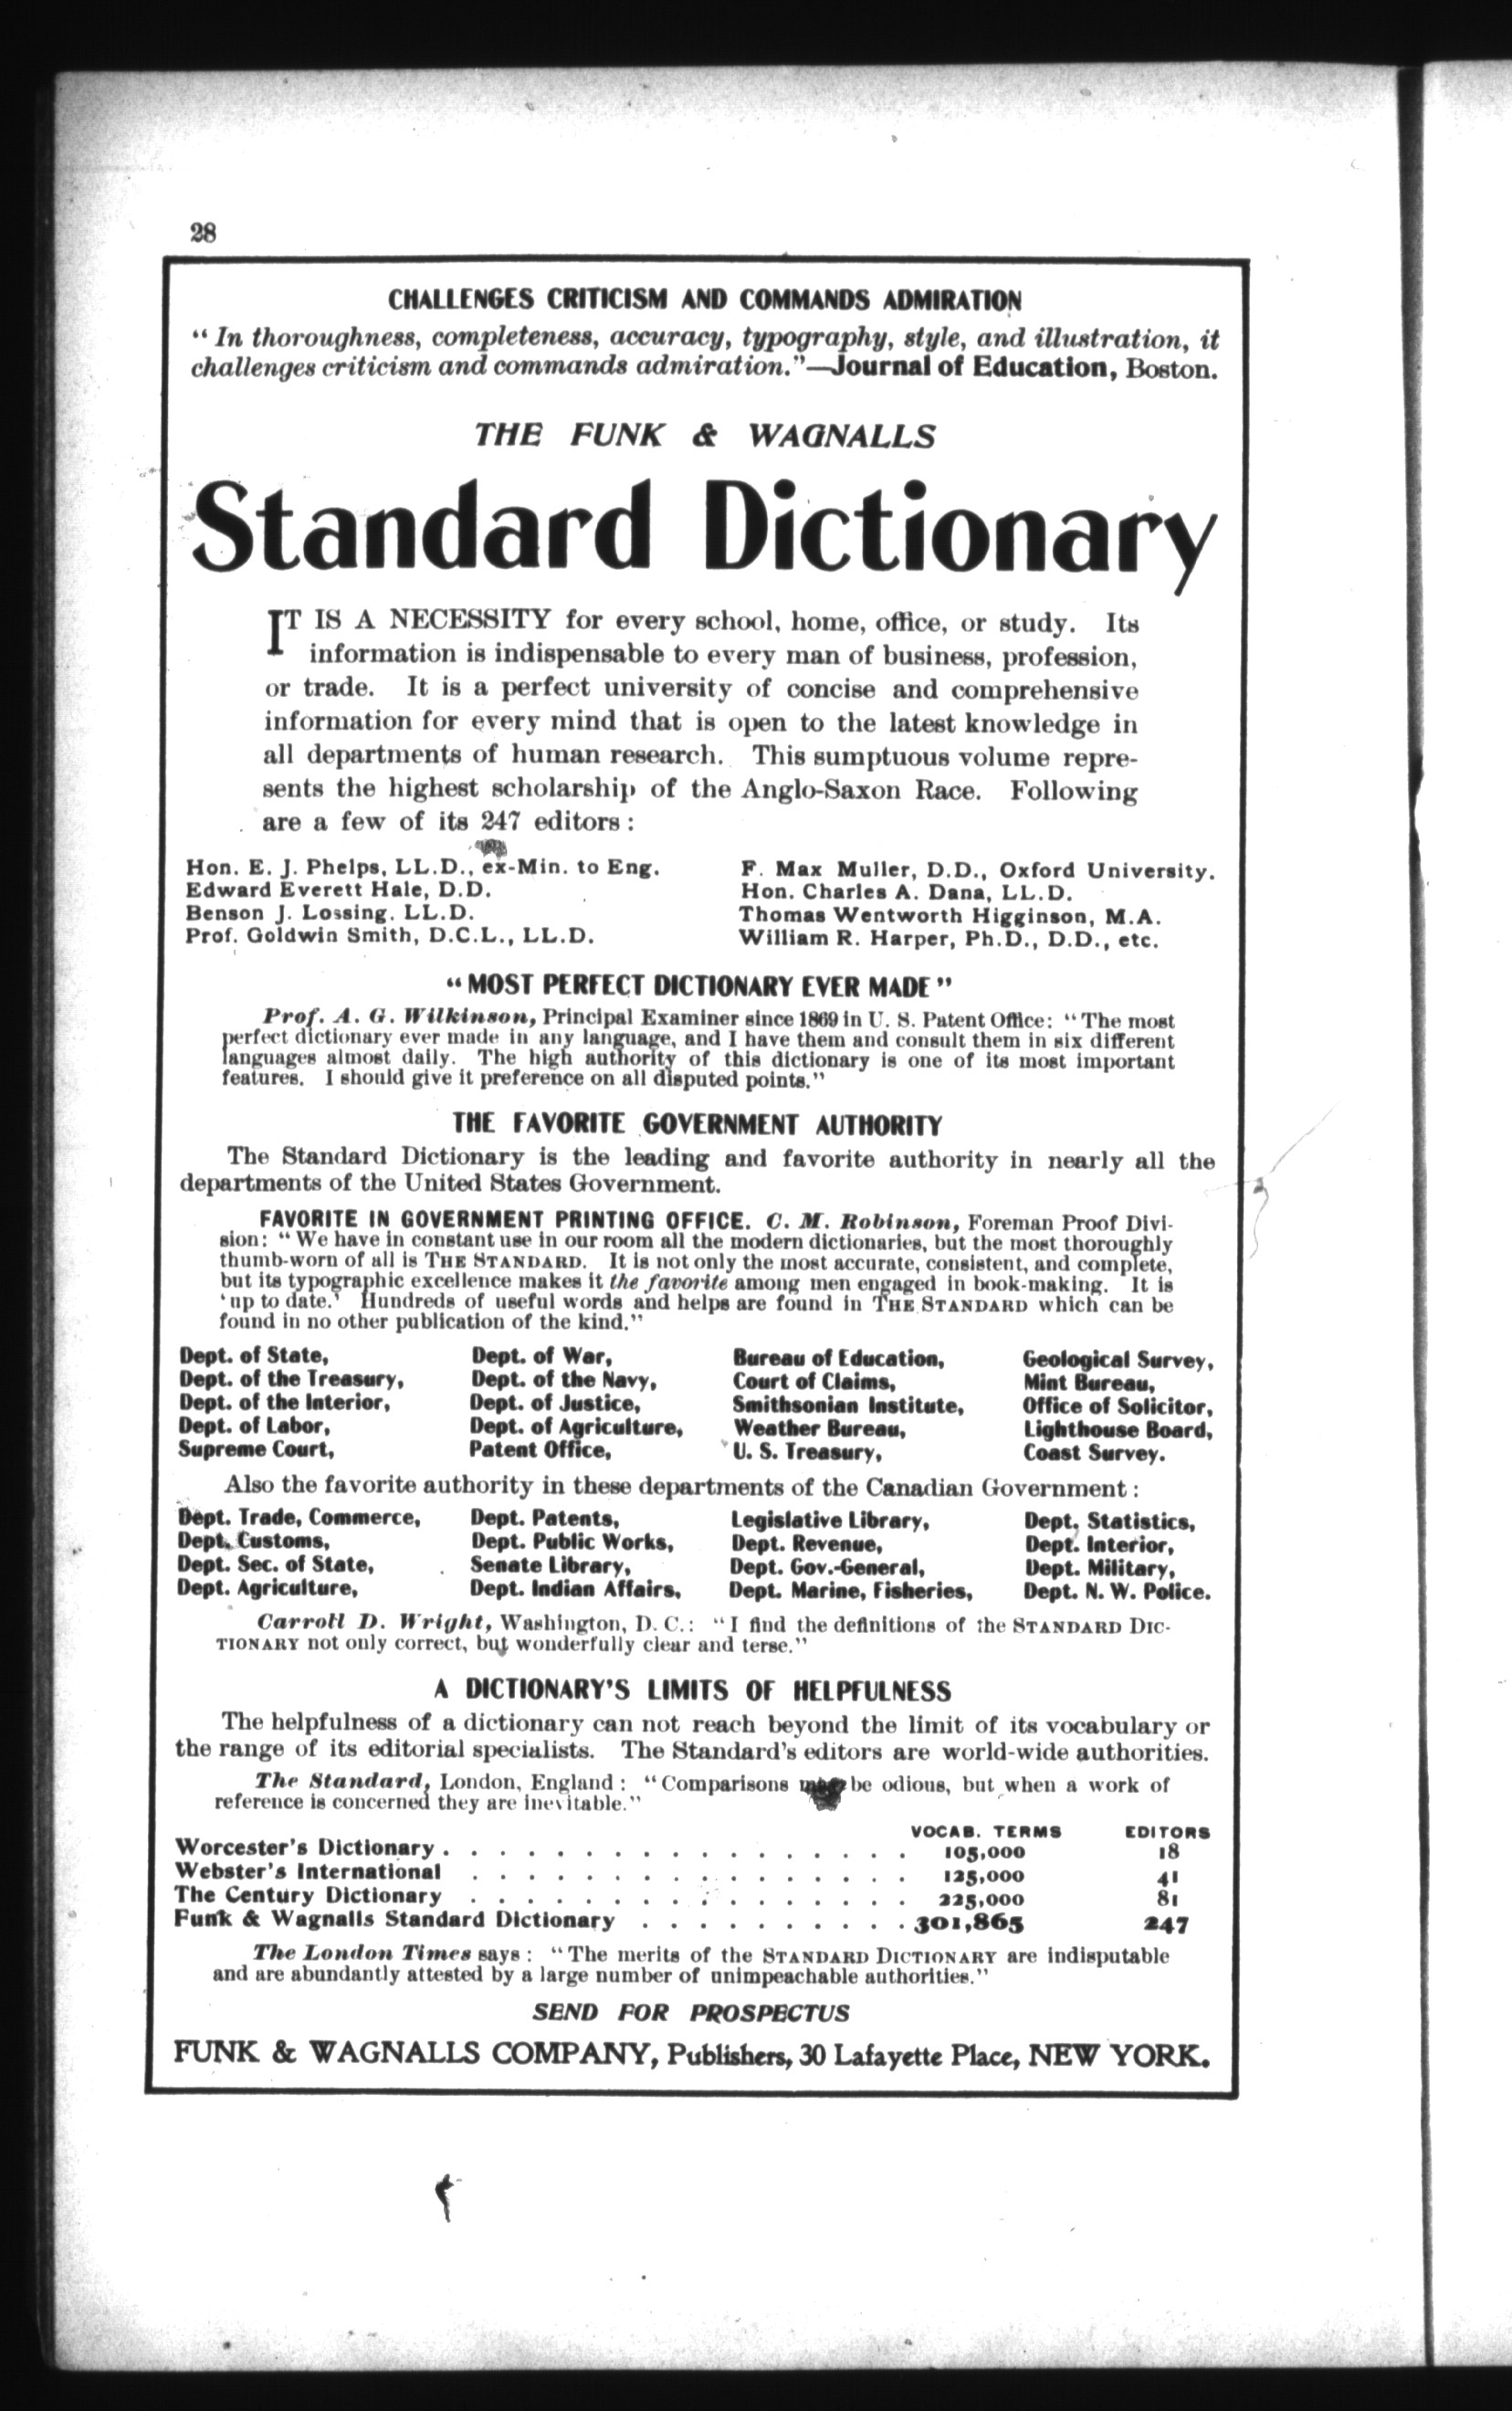 28
CHALLENGES CRITICISM AND COMMANDS ADMIRATION
"In thoroughness, completeness, accuracy, typography, style, and illustration, it
challenges criticism and commands admiration."—Journal of Education, Boston.
THE FUNK & WAGNALLS
Standard Dictionary
IT IS A NECESSITY for every school, home, office, or study. Its
information is indispensable to every man of business, profession,
or trade. It is a perfect university of concise and comprehensive
information for every mind that is open to the latest knowledge in
all departments of human research. This sumptuous volume repre-
sents the highest scholarship of the Anglo-Saxon Race. Following
are a few of its 247 editors:
Hon. E. J. Phelps, LL.D., ex-Min. to Eng.
Edward Everett Hale, D.D.
Benson J. Lossing, LL.D.
Prof. Goldwin Smith, D.C.L., LL.D.
F. Max Muller, D.D., Oxford University.
Hon. Charles A. Dana, LL.D.
Thomas Wentworth Higginson, M.A.
William R. Harper, Ph.D., D.D., etc.
"MOST PERFECT DICTIONARY EVER MADE"
Prof. A. G. Wilkinson, Principal Examiner since 1869 in U. S. Patent Office: "The most
perfect dictionary ever made in any language, and I have them and consult them in six different
languages almost daily. The high authority of this dictionary is one of its most important
features. I should give it preference on all disputed points."
THE FAVORITE GOVERNMENT AUTHORITY
The Standard Dictionary is the leading and favorite authority in nearly all the
departments of the United States Government.
FAVORITE IN GOVERNMENT PRINTING OFFICE. C. M. Robinson, Foreman Proof Divi-
sion: "We have in constant use in our room all the modern dictionaries, but the most thoroughly
thumb-worn of all is THE STANDARD. It is not only the most accurate, consistent, and complete,
but its typographic excellence makes it the favorite among men engaged in book-making. It is
'up to date.' Hundreds of useful words and helps are found in THE STANDARD which can be
found in no other publication of the kind."
Dept. of State, Dept. of War, Bureau of Education, Geological Survey,
Dept. of the Treasury, Dept. of the Navy, Court of Claims, Mint Bureau,
Dept. of the Interior, Dept. of Justice, Smithsonian Institute, Office of Solicitor,
Dept. of Labor, Dept. of Agriculture, Weather Bureau, Lighthouse Board,
Supreme Court, Patent Office, U. S. Treasury, Coast Survey.
Also the favorite authority in these departments of the Canadian Government:
Dept. Trade, Commerce, Dept. Patents, Legislative Library, Dept. Statistics,
Dept. Customs, Dept. Public Works, Dept. Revenue, Dept. Interior,
Dept. Sec. of State, Senate Library, Dept. Gov.-General, Dept. Military,
Dept. Agriculture, Dept. Indian Affairs, Dept. Marine, Fisheries, Dept. N. W. Police.
Carroll D. Wright, Washington, D. C.: "I find the definitions of the STANDARD DIC-
TIONARY not only correct, but wonderfully clear and terse."
A DICTIONARY'S LIMITS OF HELPFULNESS
The helpfulness of a dictionary can not reach beyond the limit of its vocabulary or
the range of its editorial specialists. The Standard's editors are world-wide authorities.
The Standard, London, England: "Comparisons may be odious, but when a work of
reference is concerned they are inevitable."
VOCAB. TERMS EDITORS
Worcester's Dictionary . . . . . . . . . . . . . . . . . 105,000 18
Webster's International . . . . . . . . . . . . . . . . 125,000 41
The Century Dictionary . . . . . . . . . . . . . . . . 225,000 81
Funk & Wagnalls Standard Dictionary . . . . . . . . . . 301,865 247
The London Times says: "The merits of the STANDARD DICTIONARY are indisputable
and are abundantly attested by a large number of unimpeachable authorities."
SEND FOR PROSPECTUS
FUNK & WAGNALLS COMPANY, Publishers, 30 Lafayette Place, NEW YORK.